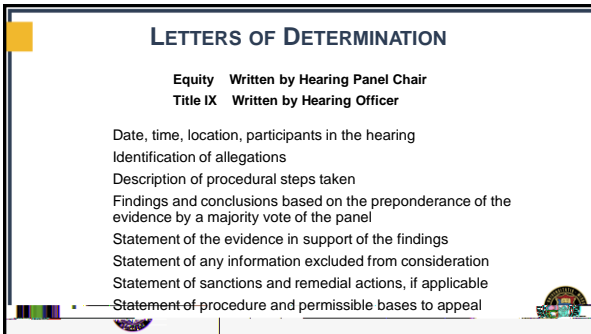 LETTERS OF DETERMINATION
Equity Written by Hearing Panel Chair
Title IX Written by Hearing Officer
Date, time, location, participants in the hearing
Identification of allegations
Description of procedural steps taken
Findings and conclusions based on the preponderance of the
evidence by a majority vote of the panel
Statement of the evidence in support of the findings
Statement of any information excluded from consideration
Statement of sanctions and remedial actions, if applicable
Statement of procedure and permissible bases to appeal